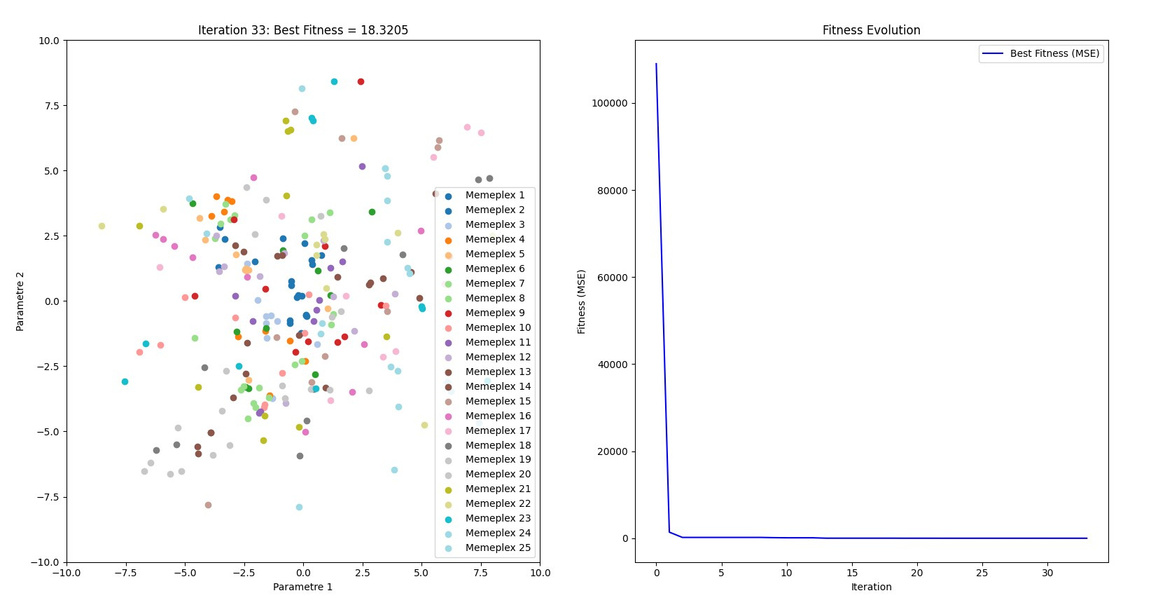 Iteration 33: Best Fitness = 18.3205
Parametre 2
10.0
7.5
5.0
2.5
0.0
−2.5
−5.0
−7.5
−10.0
−10.0 −7.5 −5.0 −2.5 0.0 2.5 5.0 7.5 10.0
Parametre 1
Memeplex 1
Memeplex 2
Memeplex 3
Memeplex 4
Memeplex 5
Memeplex 6
Memeplex 7
Memeplex 8
Memeplex 9
Memeplex 10
Memeplex 11
Memeplex 12
Memeplex 13
Memeplex 14
Memeplex 15
Memeplex 16
Memeplex 17
Memeplex 18
Memeplex 19
Memeplex 20
Memeplex 21
Memeplex 22
Memeplex 23
Memeplex 24
Memeplex 25
Fitness Evolution
Best Fitness (MSE)
Fitness (MSE)
100000
80000
60000
40000
20000
0
0 5 10 15 20 25 30
Iteration